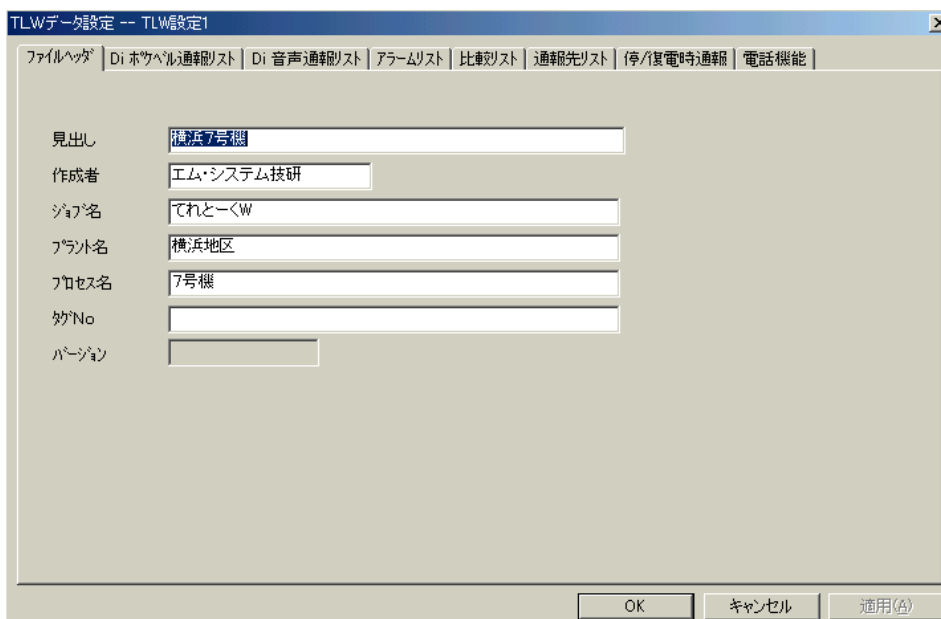 TLWデータ設定 -- TLW設定1
ファイルヘッダ Di ポケベル通報リスト Di 音声通報リスト アラームリスト 比較リスト 通報先リスト 停/復電時通報 電話機能
見出し 横浜7号機
作成者 エム・システム技研
ジョブ名 てれとーくW
プラント名 横浜地区
プロセス名 7号機
タグNo
バージョン
OK キャンセル 適用(A)